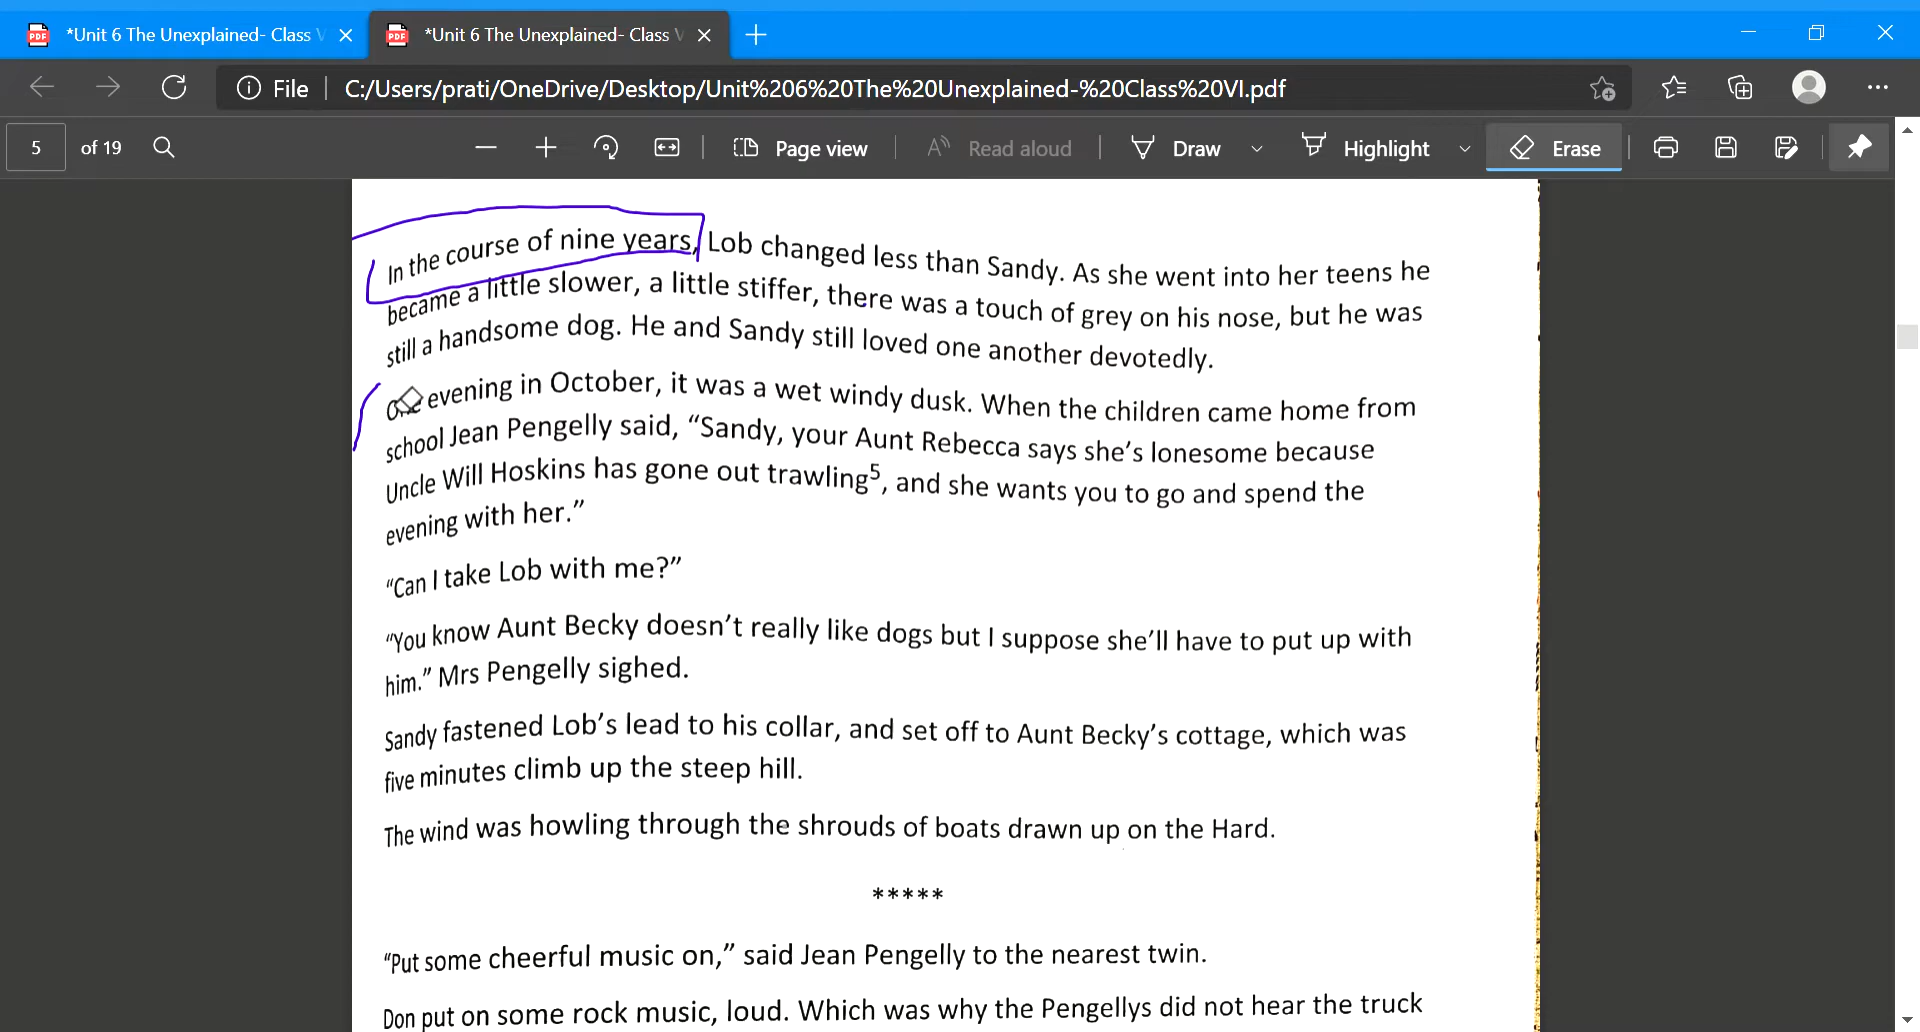 *Unit 6 The Unexplained- Class V
*Unit 6 The Unexplained- Class V
File C:/Users/prati/OneDrive/Desktop/Unit%206%20The%20Unexplained-%20Class%20VI.pdf
5 of 19 Page view Read aloud Draw Highlight Erase
In the course of nine years, Lob changed less than Sandy. As she went into her teens he
became a little slower, a little stiffer, there was a touch of grey on his nose, but he was
still a handsome dog. He and Sandy still loved one another devotedly.
One evening in October, it was a wet windy dusk. When the children came home from
school Jean Pengelly said, “Sandy, your Aunt Rebecca says she’s lonesome because
Uncle Will Hoskins has gone out trawling⁵, and she wants you to go and spend the
evening with her.”
“Can I take Lob with me?”
“You know Aunt Becky doesn’t really like dogs but I suppose she’ll have to put up with
him.” Mrs Pengelly sighed.
Sandy fastened Lob’s lead to his collar, and set off to Aunt Becky’s cottage, which was
five minutes climb up the steep hill.
The wind was howling through the shrouds of boats drawn up on the Hard.
*****
“Put some cheerful music on,” said Jean Pengelly to the nearest twin.
Don put on some rock music, loud. Which was why the Pengellys did not hear the truck